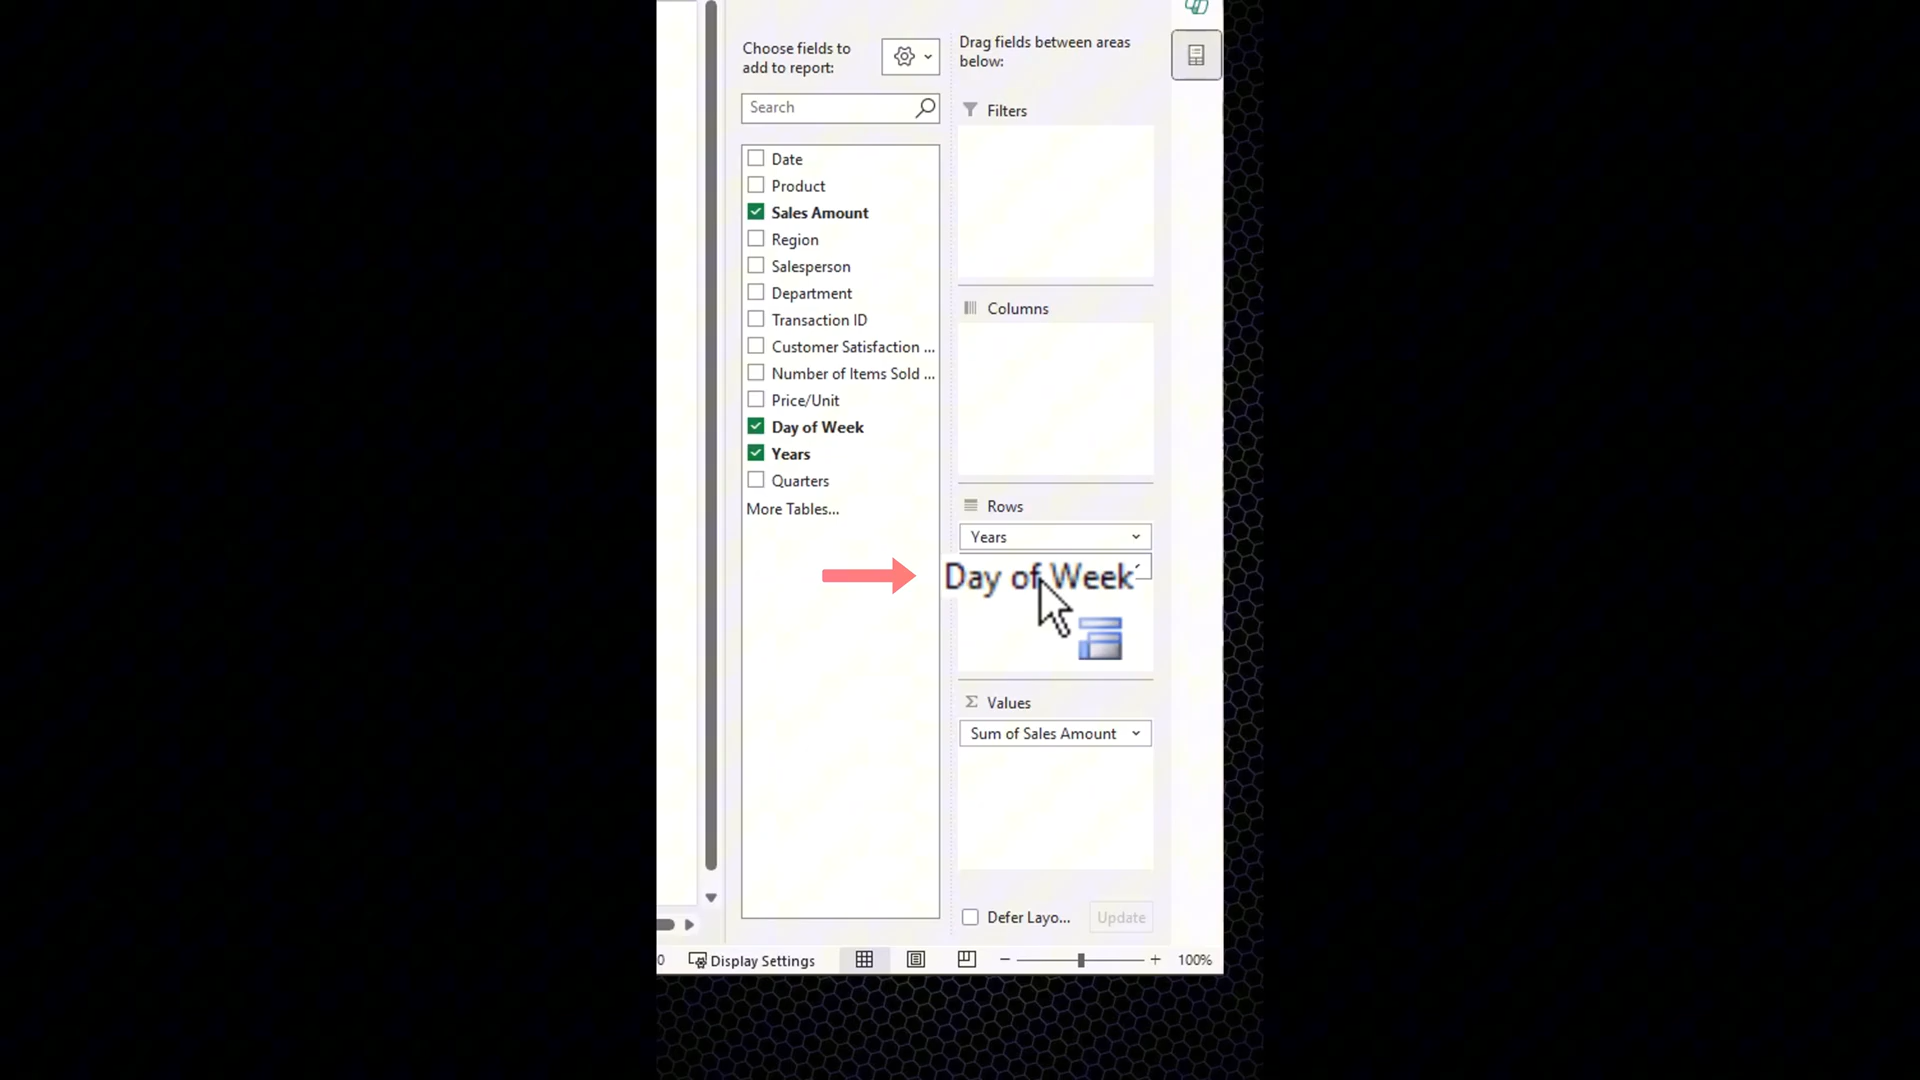 Choose fields to
add to report:
Search
Date
Product
Sales Amount
Region
Salesperson
Department
Transaction ID
Customer Satisfaction ...
Number of Items Sold ...
Price/Unit
Day of Week
Years
Quarters
More Tables...
Drag fields between areas
below:
Filters
Columns
Rows
Years
Day of Week
Values
Sum of Sales Amount
Defer Layo...
Update
0
Display Settings
100%